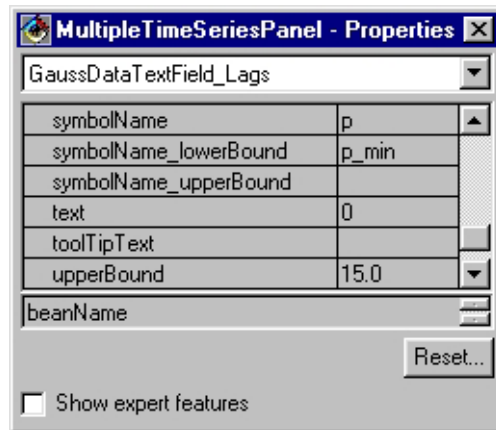 MultipleTimeSeriesPanel - Properties
GaussDataTextField_Lags
symbolName p
symbolName_lowerBound p_min
symbolName_upperBound
text 0
toolTipText
upperBound 15.0
beanName
Reset...
Show expert features